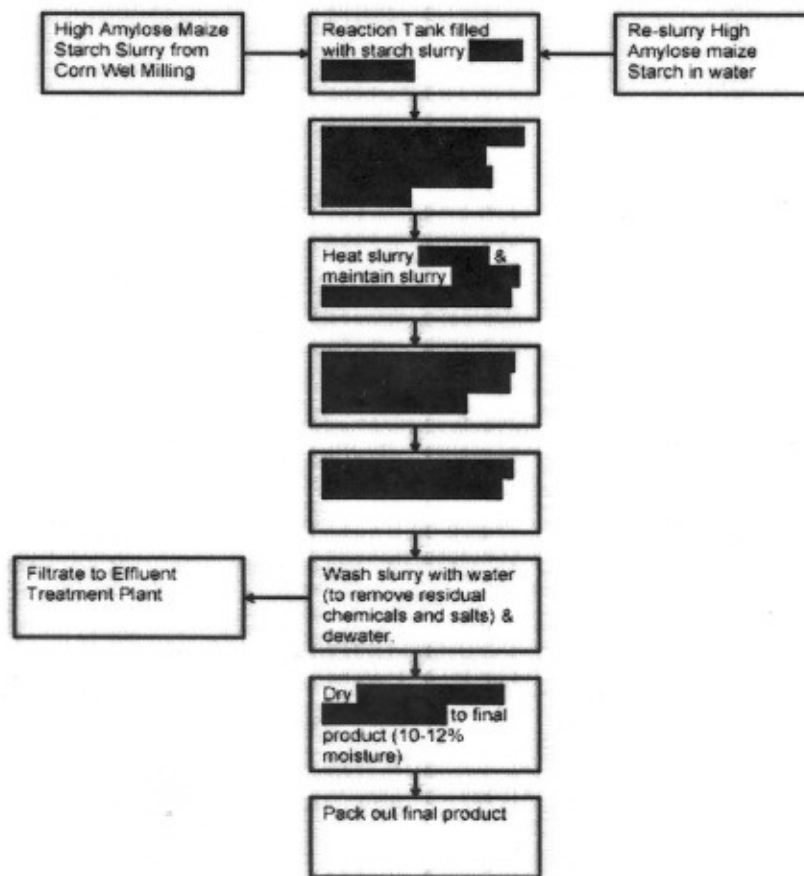 High Amylose Maize
Starch Slurry from
Corn Wet Milling
Reaction Tank filled
with starch slurry
Re-slurry High
Amylose maize
Starch in water
Heat slurry &
maintain slurry
Filtrate to Effluent
Treatment Plant
Wash slurry with water
(to remove residual
chemicals and salts) &
dewater.
Dry
to final
product (10-12%
moisture)
Pack out final product